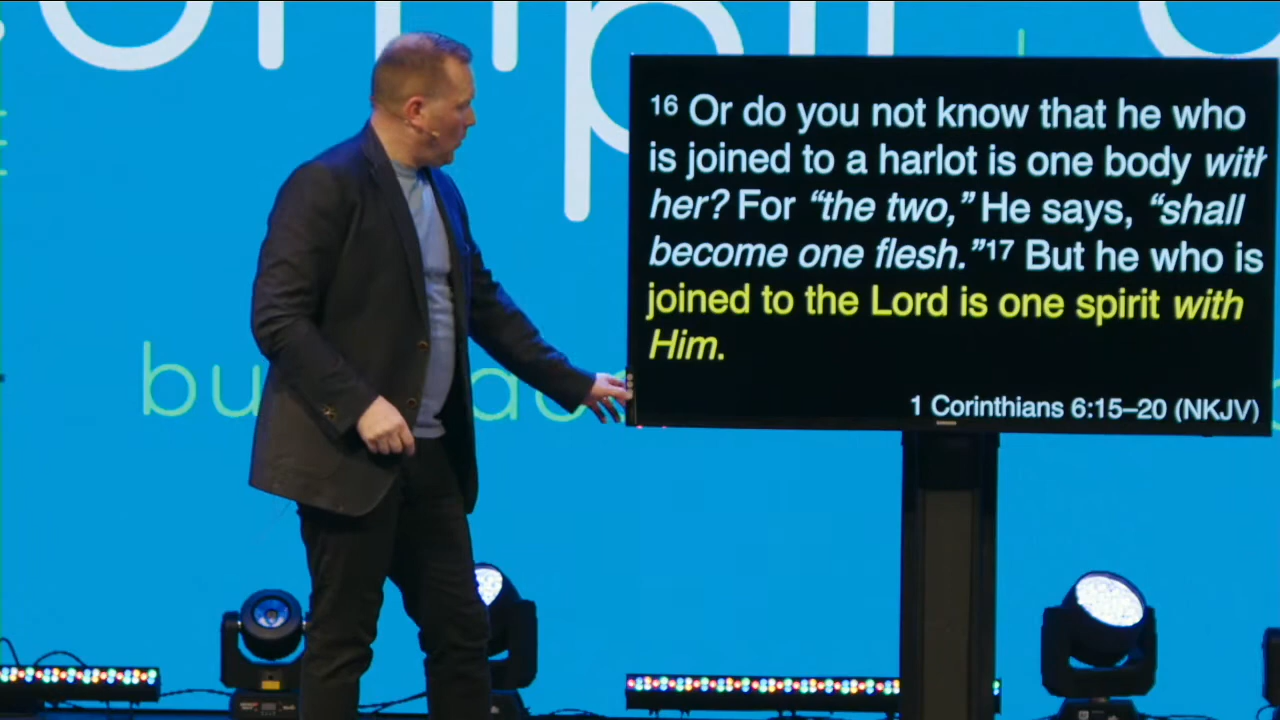 16 Or do you not know that he who
is joined to a harlot is one body with
her? For “the two,” He says, “shall
become one flesh.”17 But he who is
joined to the Lord is one spirit with
Him.
1 Corinthians 6:15–20 (NKJV)